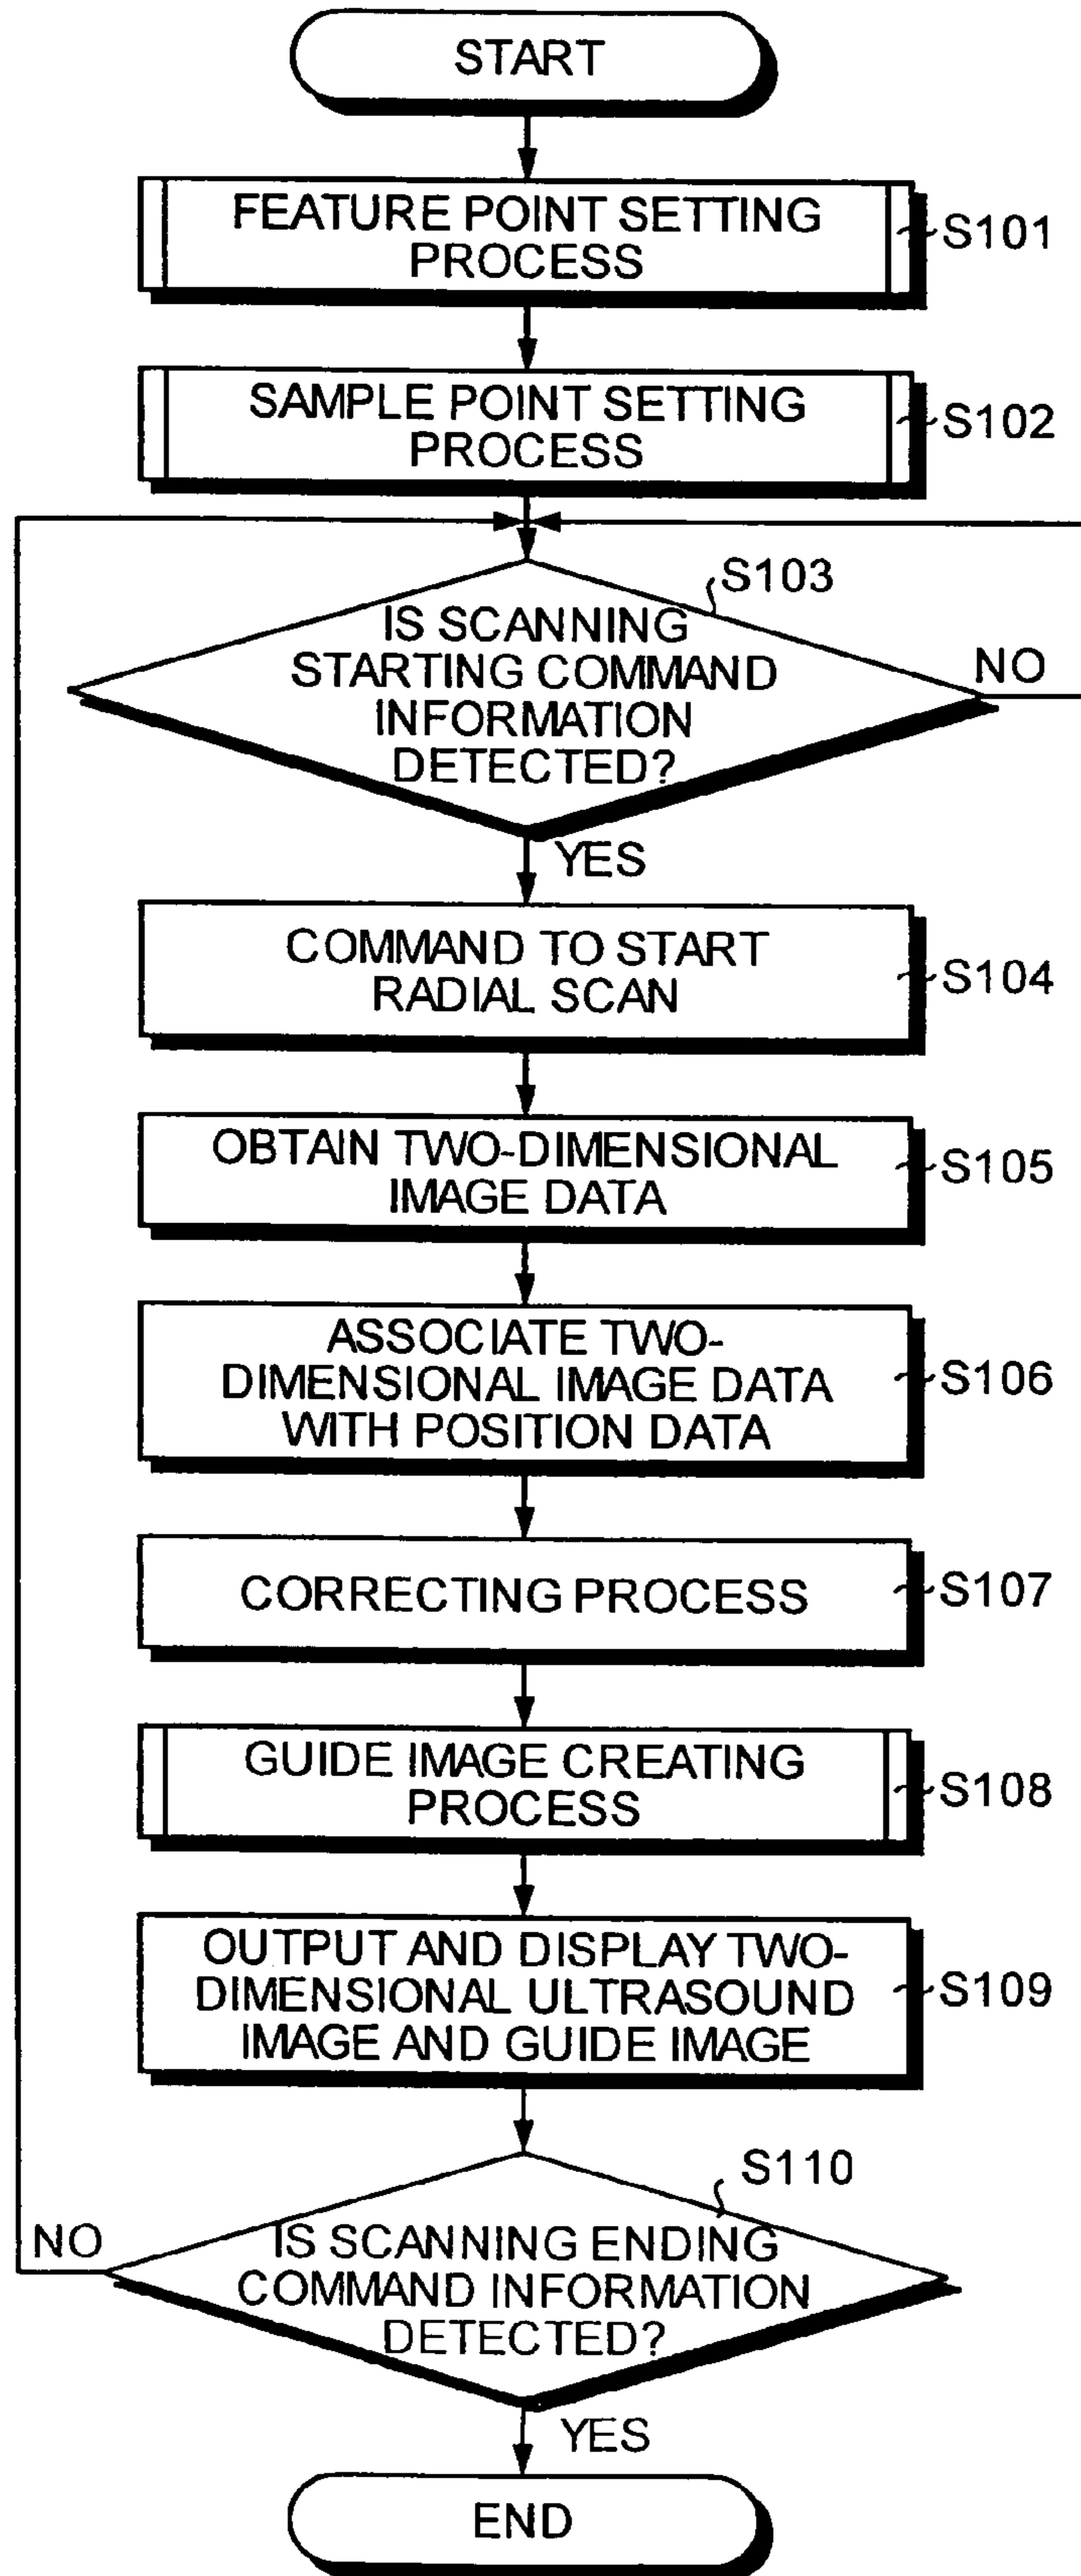 START
FEATURE POINT SETTING
PROCESS
S101
SAMPLE POINT SETTING
PROCESS
S102
S103
IS SCANNING
STARTING COMMAND
INFORMATION
DETECTED?
NO
YES
COMMAND TO START
RADIAL SCAN
S104
OBTAIN TWO-DIMENSIONAL
IMAGE DATA
S105
ASSOCIATE TWO-
DIMENSIONAL IMAGE DATA
WITH POSITION DATA
S106
CORRECTING PROCESS
S107
GUIDE IMAGE CREATING
PROCESS
S108
OUTPUT AND DISPLAY TWO-
DIMENSIONAL ULTRASOUND
IMAGE AND GUIDE IMAGE
S109
S110
IS SCANNING ENDING
COMMAND INFORMATION
DETECTED?
NO
YES
END